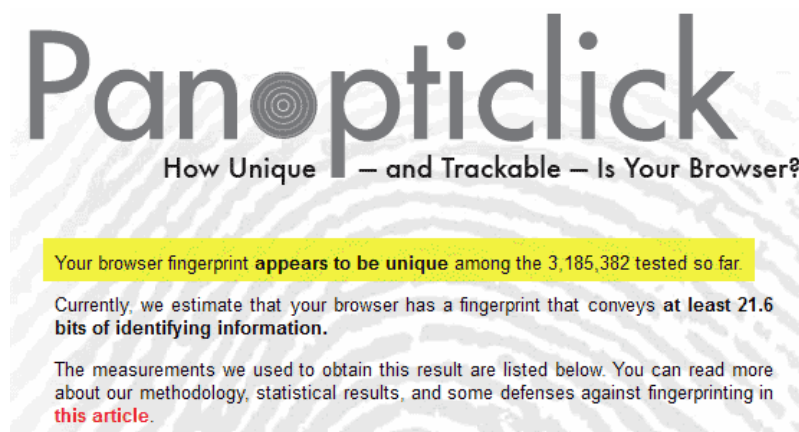 Panopticlick
How Unique – and Trackable – Is Your Browser?
Your browser fingerprint appears to be unique among the 3,185,382 tested so far.
Currently, we estimate that your browser has a fingerprint that conveys at least 21.6
bits of identifying information.
The measurements we used to obtain this result are listed below. You can read more
about our methodology, statistical results, and some defenses against fingerprinting in
this article.